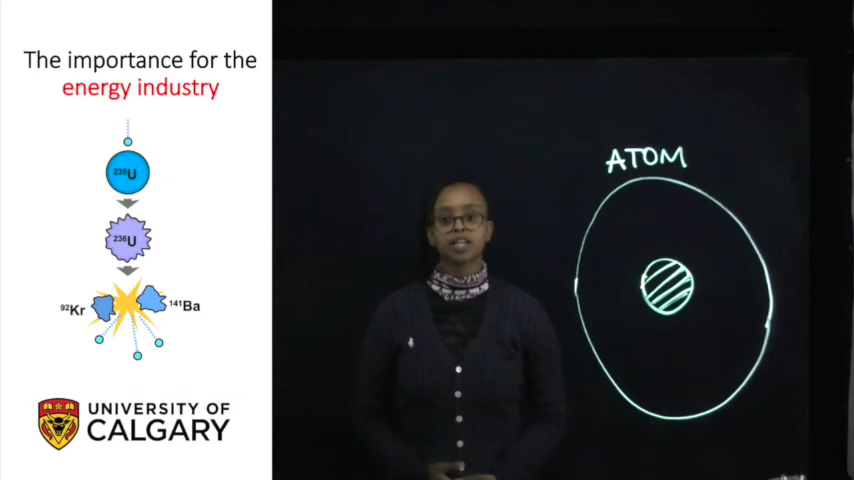 The importance for the
energy industry
²³⁵U
²³⁶U
⁹²Kr
¹⁴¹Ba
UNIVERSITY OF
CALGARY
ATOM